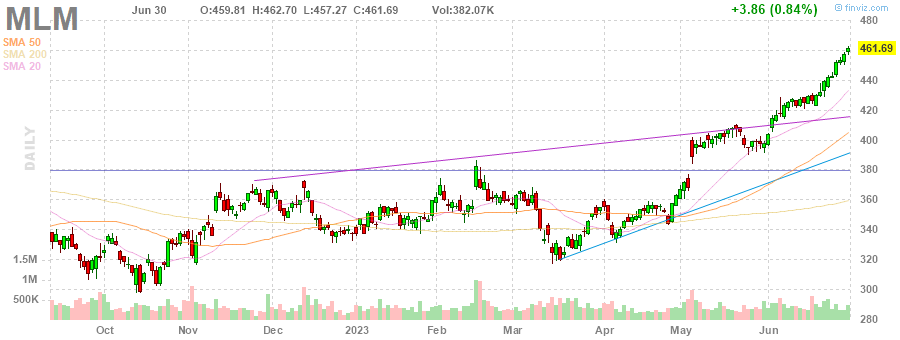 MLM Jun 30 O:459.81 H:462.70 L:457.27 C:461.69 Vol:382.07K +3.86 (0.84%) © finviz.com
SMA 50
SMA 200
SMA 20
DAILY
480
461.69
440
420
400
380
360
340
320
300
280
1.5M
1M
500K
Oct Nov Dec 2023 Feb Mar Apr May Jun